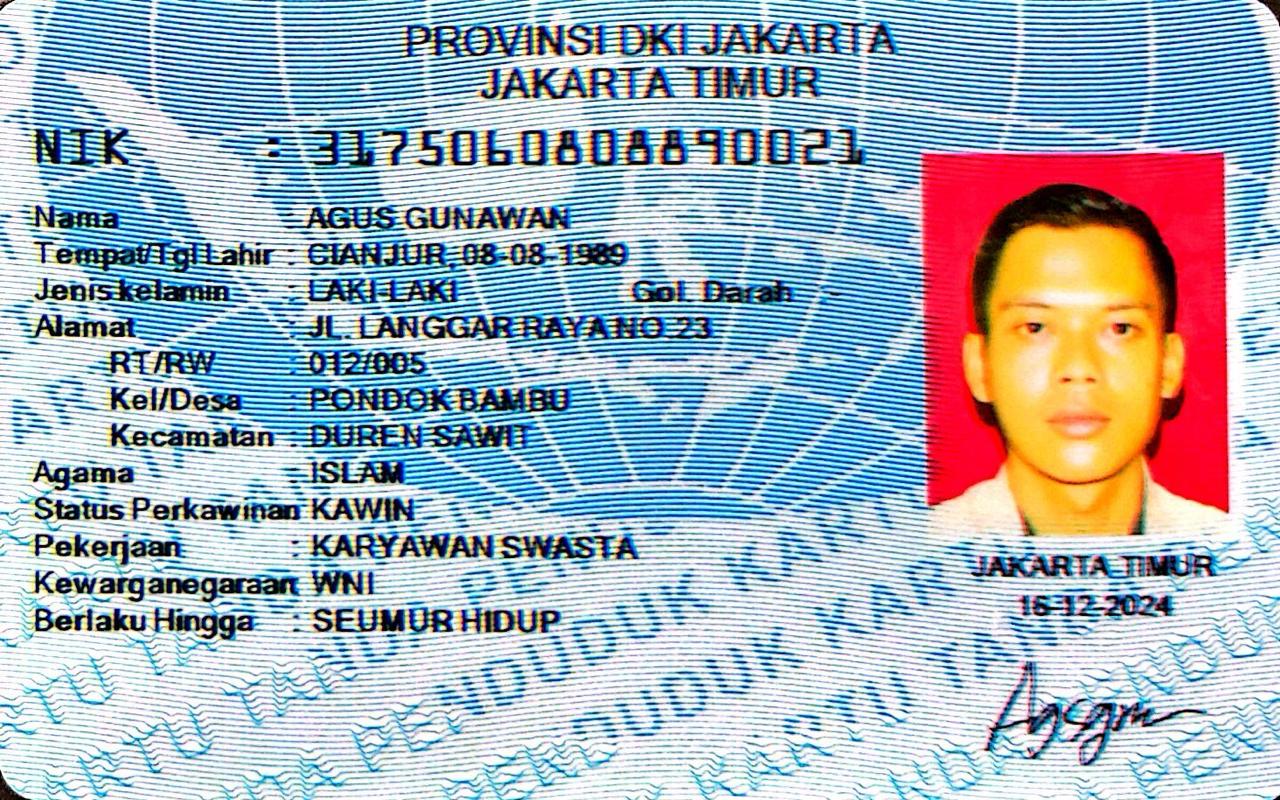 PROVINSI DKI JAKARTA
JAKARTA TIMUR
NIK : 3175060808890021
Nama : AGUS GUNAWAN
Tempat/Tgl Lahir : CIANJUR, 08-08-1989
Jenis kelamin : LAKI-LAKI Gol. Darah -
Alamat : JL. LANGGAR RAYA NO.23
RT/RW : 012/005
Kel/Desa : PONDOK BAMBU
Kecamatan : DUREN SAWIT
Agama : ISLAM
Status Perkawinan : KAWIN
Pekerjaan : KARYAWAN SWASTA
Kewarganegaraan : WNI
Berlaku Hingga : SEUMUR HIDUP
JAKARTA TIMUR
16-12-2024